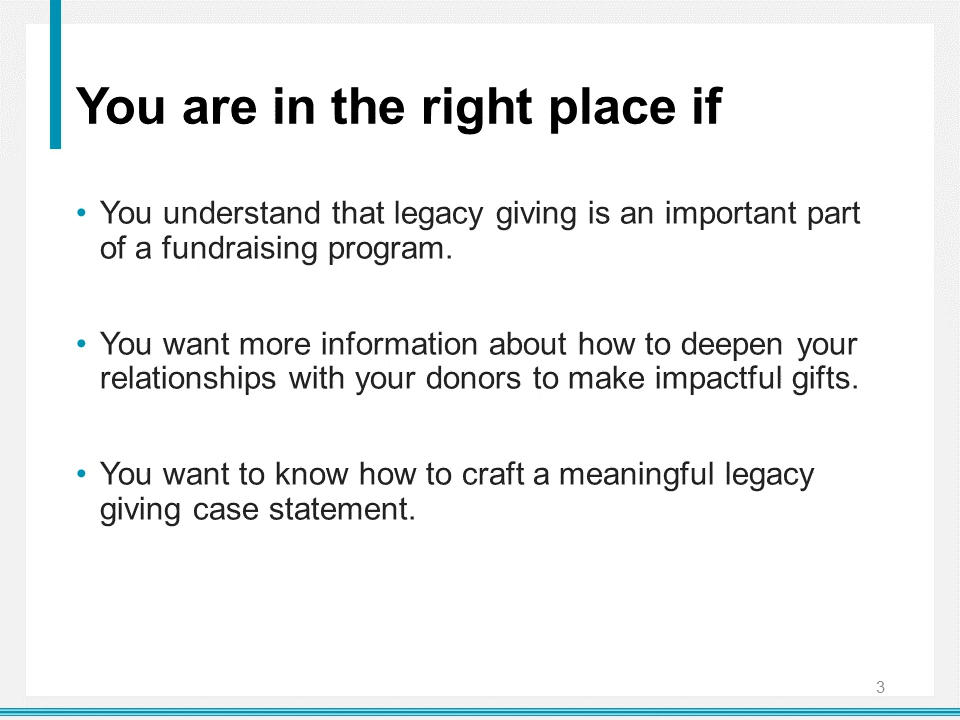 You are in the right place if
• You understand that legacy giving is an important part
of a fundraising program.
• You want more information about how to deepen your
relationships with your donors to make impactful gifts.
• You want to know how to craft a meaningful legacy
giving case statement.
3